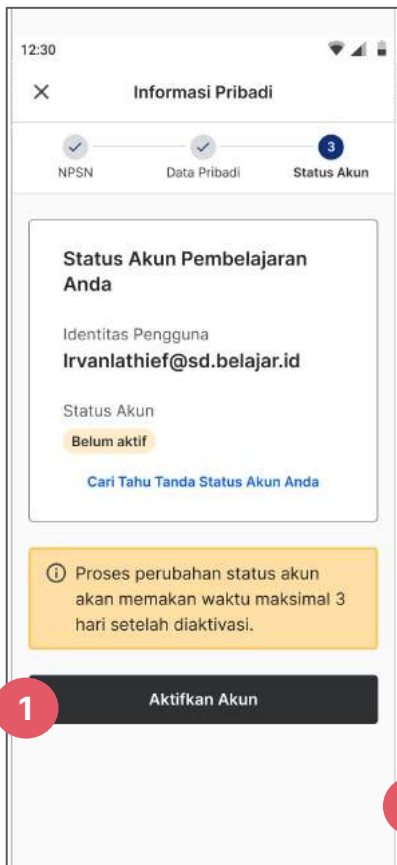 12:30
Informasi Pribadi
3
NPSN Data Pribadi Status Akun
Status Akun Pembelajaran
Anda
Identitas Pengguna
Irvanlathief@sd.belajar.id
Status Akun
Belum aktif
Cari Tahu Tanda Status Akun Anda
Proses perubahan status akun
akan memakan waktu maksimal 3
hari setelah diaktivasi.
1
Aktifkan Akun